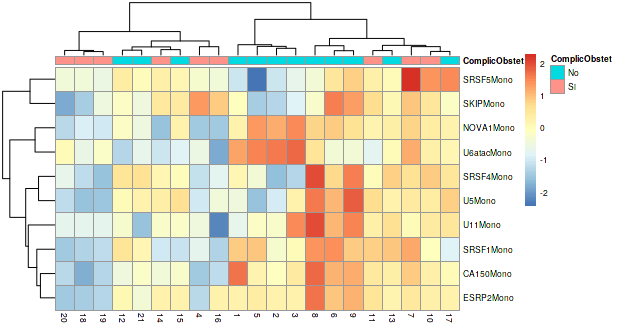 ComplicObstet
SRSF5Mono
SKIPMono
NOVA1Mono
U6atacMono
SRSF4Mono
U5Mono
U11Mono
SRSF1Mono
CA150Mono
ESRP2Mono
20 18 19 12 21 14 15 4 16 1 5 2 3 8 6 9 11 13 7 10 17
2
1
0
-1
-2
ComplicObstet
No
SI